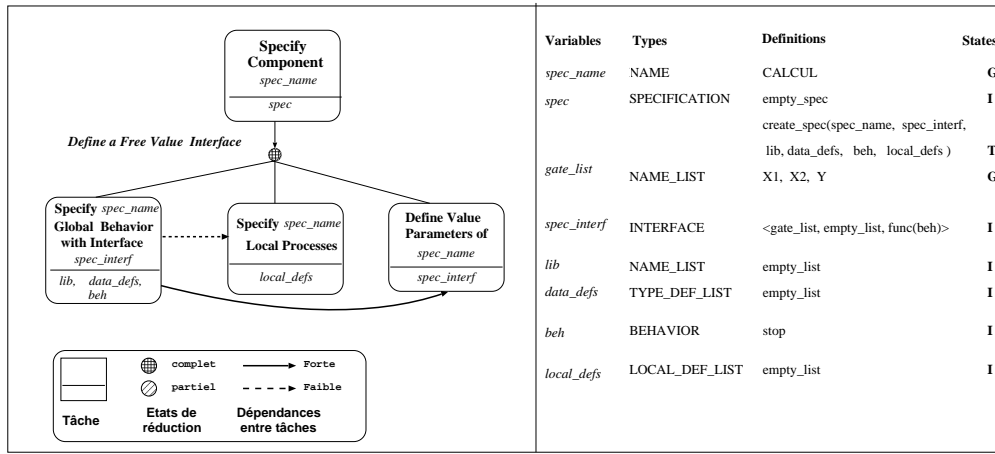 Specify
Component
spec_name
spec
Define a Free Value Interface
Specify spec_name
Global Behavior
with Interface
spec_interf
lib, data_defs,
beh
Specify spec_name
Local Processes
local_defs
Define Value
Parameters of
spec_name
spec_interf
complet
Forte
partiel
Faible
Tâche
Etats de
réduction
Dépendances
entre tâches
Variables Types Definitions States
spec_name NAME CALCUL G
spec SPECIFICATION empty_spec I
create_spec(spec_name, spec_interf,
lib, data_defs, beh, local_defs ) T
gate_list NAME_LIST X1, X2, Y G
spec_interf INTERFACE <gate_list, empty_list, func(beh)> I
lib NAME_LIST empty_list I
data_defs TYPE_DEF_LIST empty_list I
beh BEHAVIOR stop I
local_defs LOCAL_DEF_LIST empty_list I